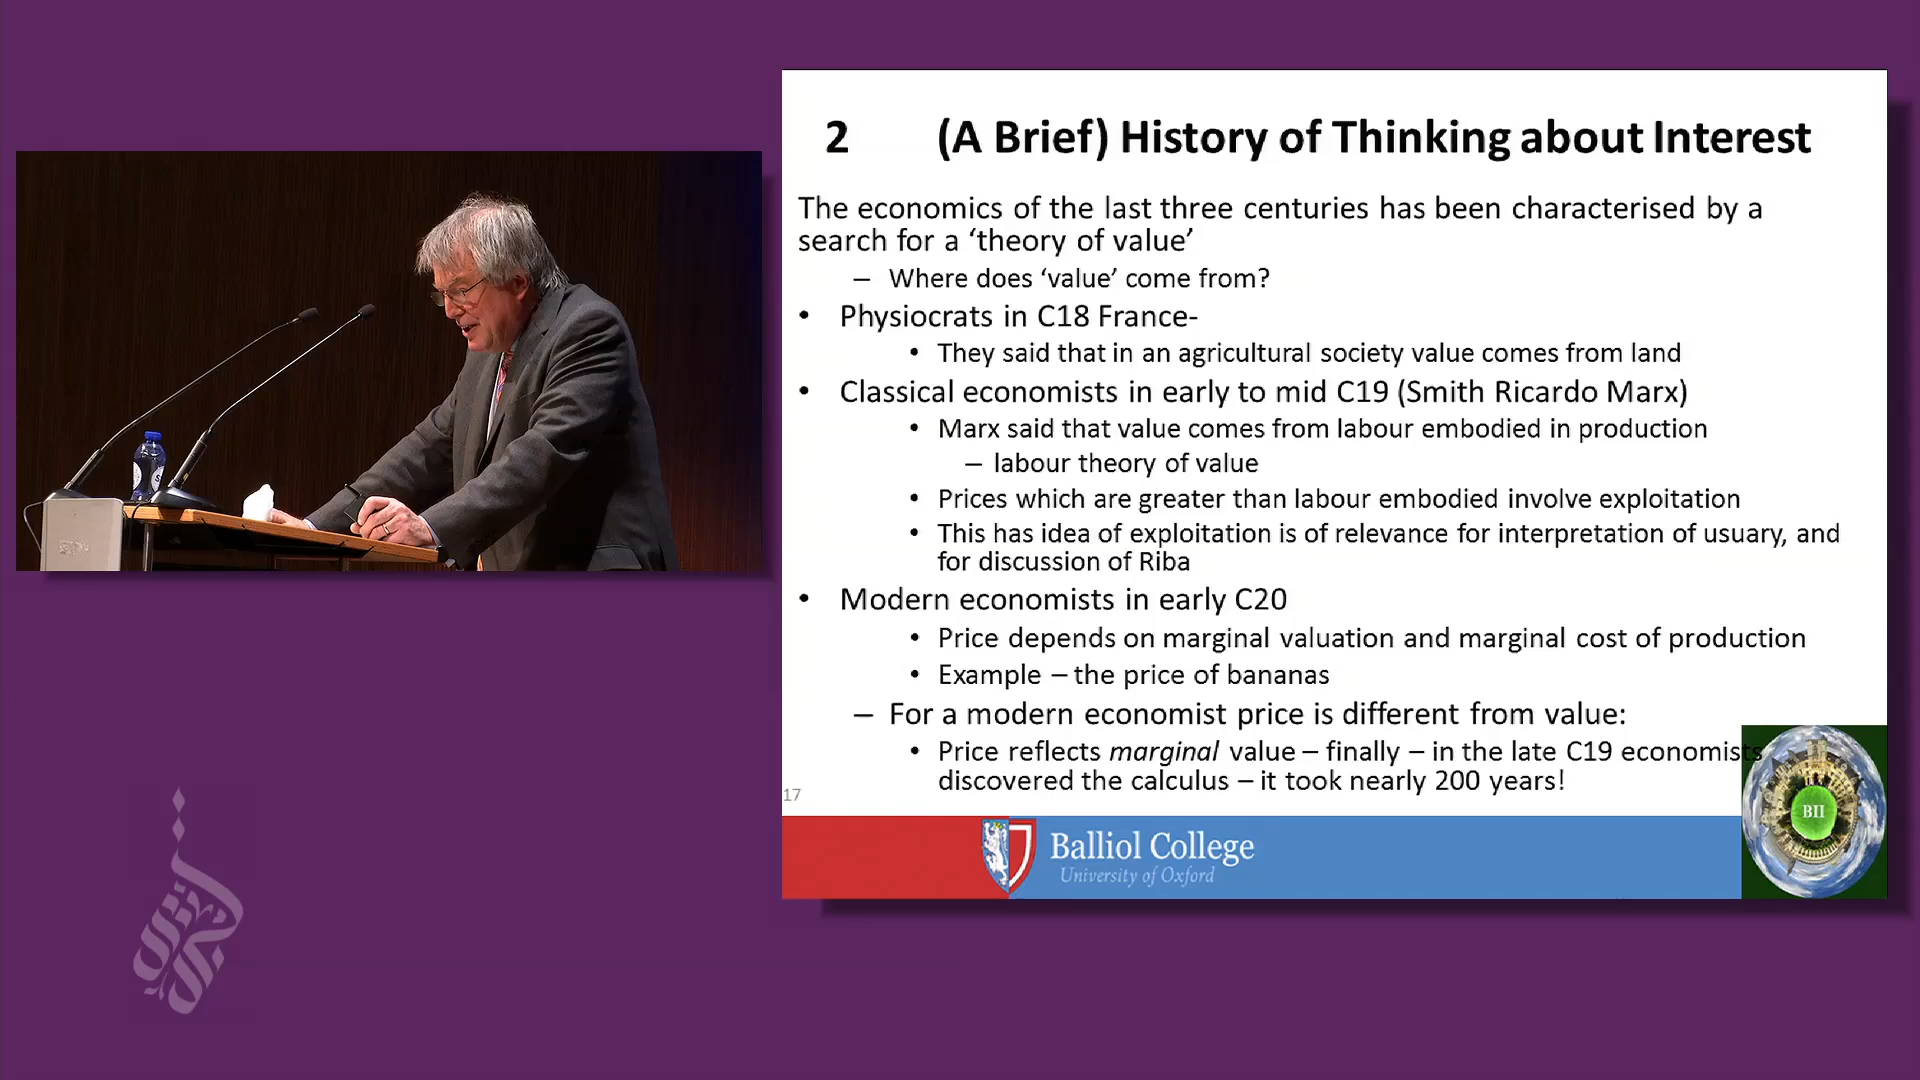 2 (A Brief) History of Thinking about Interest
The economics of the last three centuries has been characterised by a
search for a ‘theory of value’
– Where does ‘value’ come from?
• Physiocrats in C18 France-
• They said that in an agricultural society value comes from land
• Classical economists in early to mid C19 (Smith Ricardo Marx)
• Marx said that value comes from labour embodied in production
– labour theory of value
• Prices which are greater than labour embodied involve exploitation
• This has idea of exploitation is of relevance for interpretation of usuary, and
for discussion of Riba
• Modern economists in early C20
• Price depends on marginal valuation and marginal cost of production
• Example – the price of bananas
– For a modern economist price is different from value:
• Price reflects marginal value – finally – in the late C19 economists
discovered the calculus – it took nearly 200 years!
17
BII
Balliol College
University of Oxford